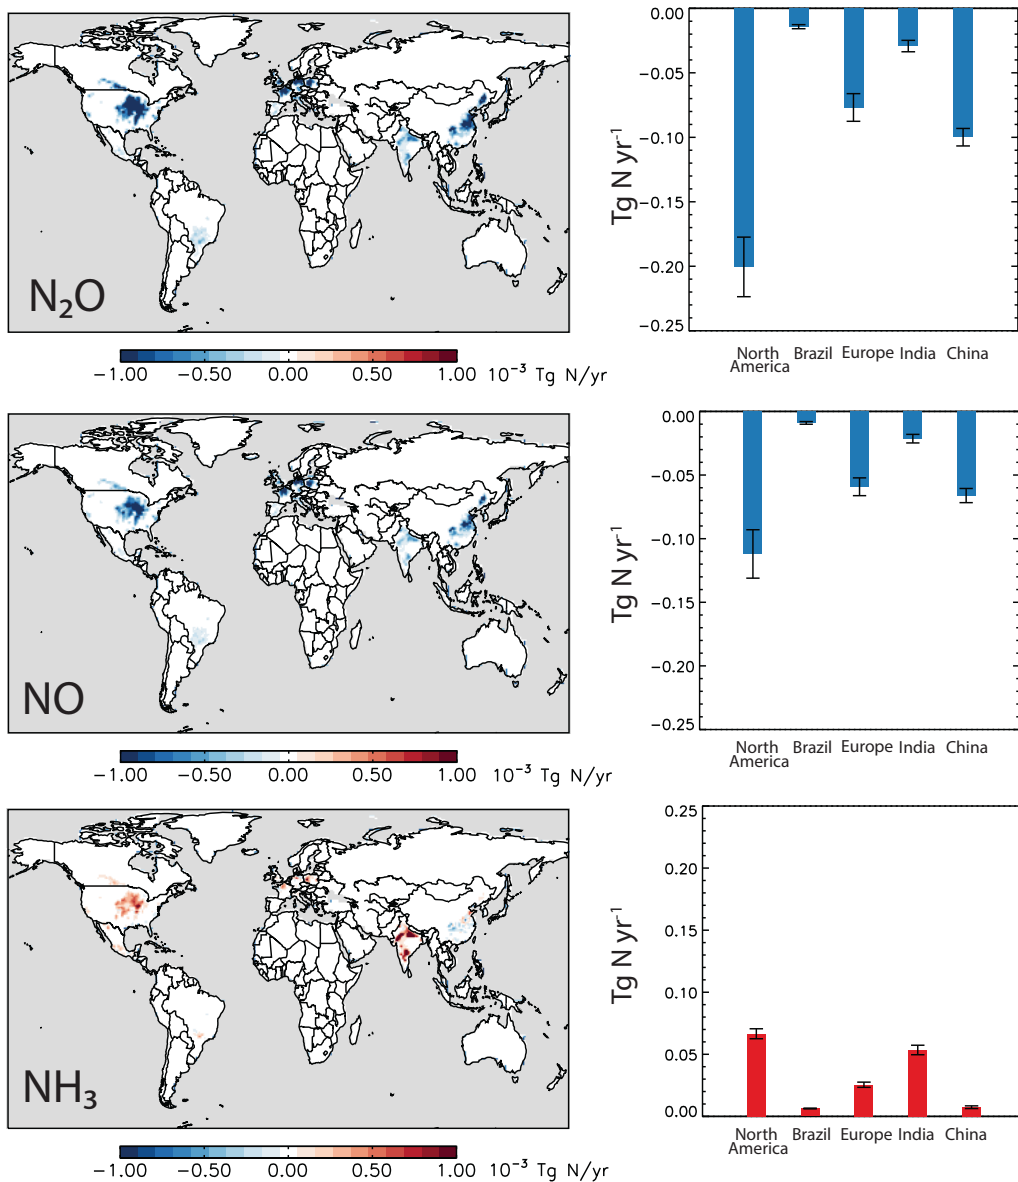 N₂O
−1.00 −0.50 0.00 0.50 1.00 10⁻³ Tg N/yr
Tg N yr⁻¹
0.00
−0.05
−0.10
−0.15
−0.20
−0.25
North America Brazil Europe India China
NO
−1.00 −0.50 0.00 0.50 1.00 10⁻³ Tg N/yr
Tg N yr⁻¹
0.00
−0.05
−0.10
−0.15
−0.20
−0.25
North America Brazil Europe India China
NH₃
−1.00 −0.50 0.00 0.50 1.00 10⁻³ Tg N/yr
Tg N yr⁻¹
0.25
0.20
0.15
0.10
0.05
0.00
North America Brazil Europe India China